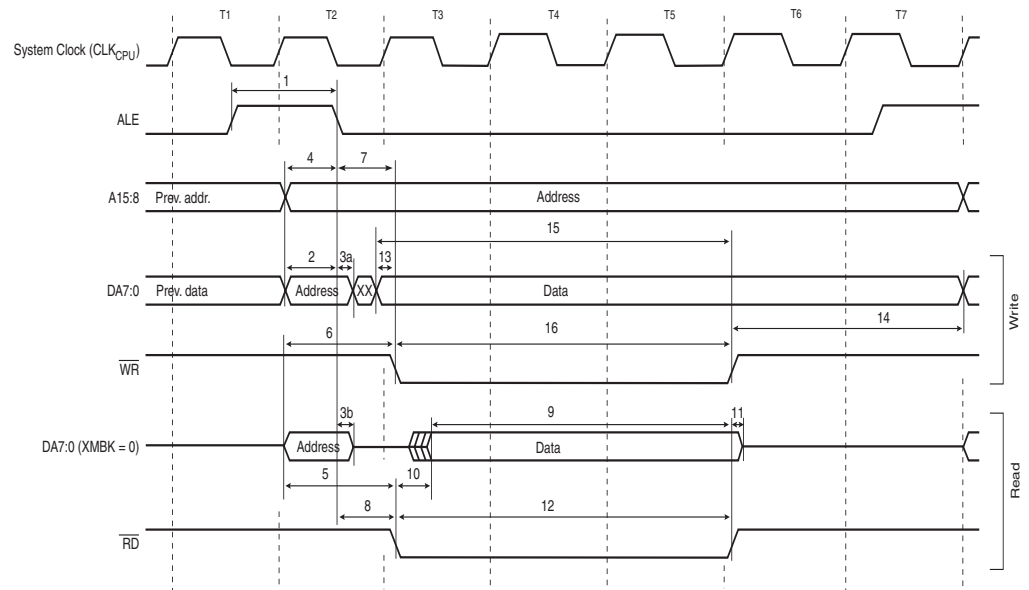 T1 T2 T3 T4 T5 T6 T7
System Clock (CLKCPU)
1
ALE
4 7
A15:8 Prev. addr. Address
15
2 3a 13
DA7:0 Prev. data Address XX Data
14
6 16
WR
Write
3b 9 11
DA7:0 (XMBK = 0) Address Data
5 10
8 12
RD
Read